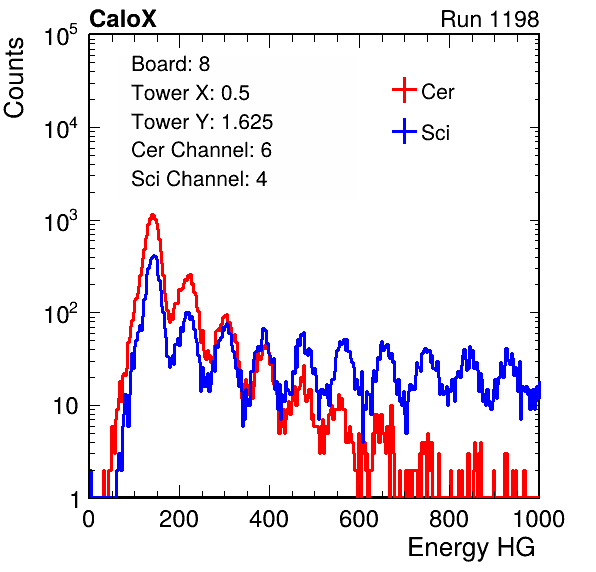 CaloX Run 1198
Counts
10^5
10^4
10^3
10^2
10
1
Board: 8
Tower X: 0.5
Tower Y: 1.625
Cer Channel: 6
Sci Channel: 4
Cer
Sci
0 200 400 600 800 1000
Energy HG